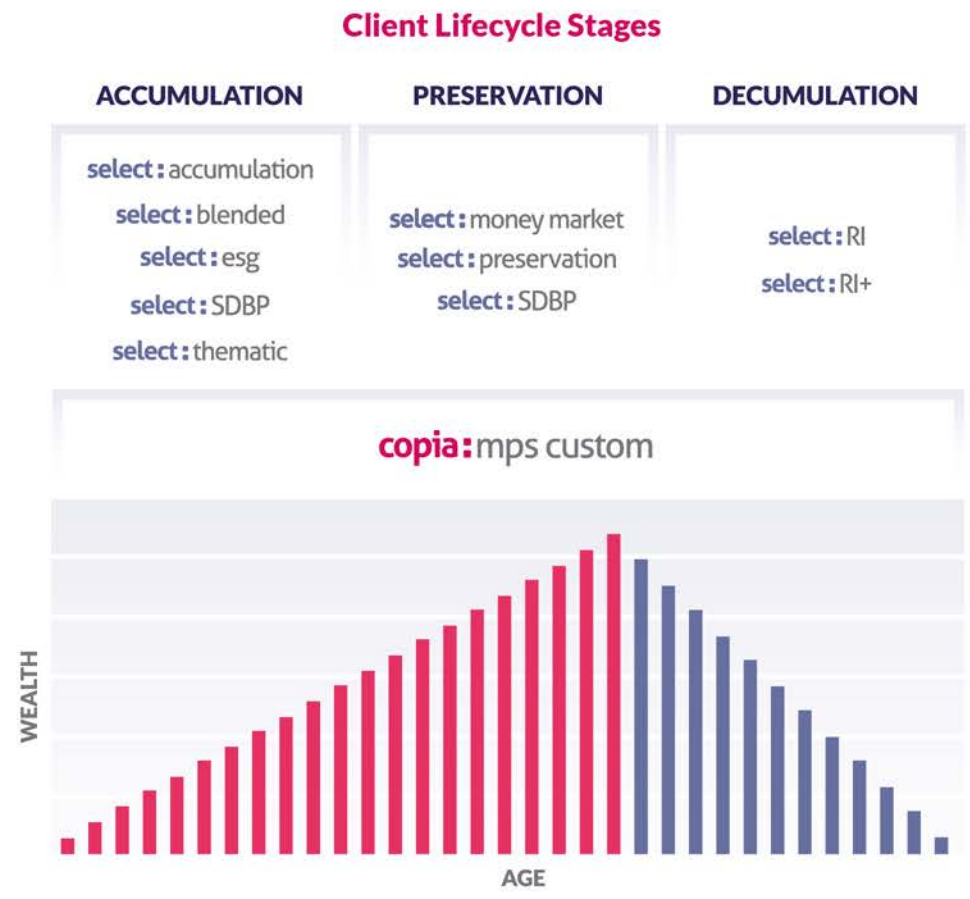 Client Lifecycle Stages
ACCUMULATION
select:accumulation
select:blended
select:esg
select:SDBP
select:thematic
PRESERVATION
select:money market
select:preservation
select:SDBP
DECUMULATION
select:RI
select:RI+
copia:mps custom
WEALTH
AGE